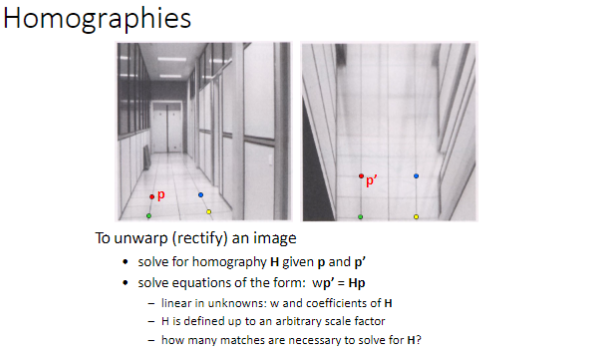 Homographies
p
p′
To unwarp (rectify) an image
• solve for homography H given p and p′
• solve equations of the form: wp′ = Hp
– linear in unknowns: w and coefficients of H
– H is defined up to an arbitrary scale factor
– how many matches are necessary to solve for H?